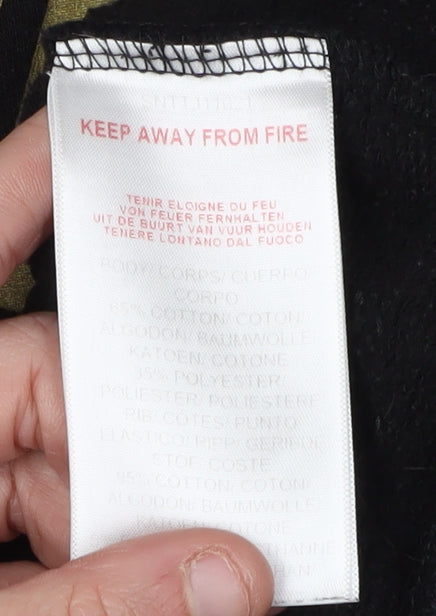 KEEP AWAY FROM FIRE
TENIR ELOIGNE DU FEU
VON FEUER FERNHALTEN
UIT DE BUURT VAN VUUR HOUDEN
TENERE LONTANO DAL FUOCO
BODY/ CORPS/ CUERPO/
CORPO
65% COTTON/ COTON/
ALGODON/ BAUMWOLLE/
KATOEN/ COTONE
35% POLYESTER/
POLIESTER/ POLIESTERE
RIB/ COTES/ PUNTO
ELASTICO/ RIPP/ GERIBDE
STOF/ COSTE
95% COTTON/ COTON/
ALGODON/ BAUMWOLLE/
KATOEN/ COTONE